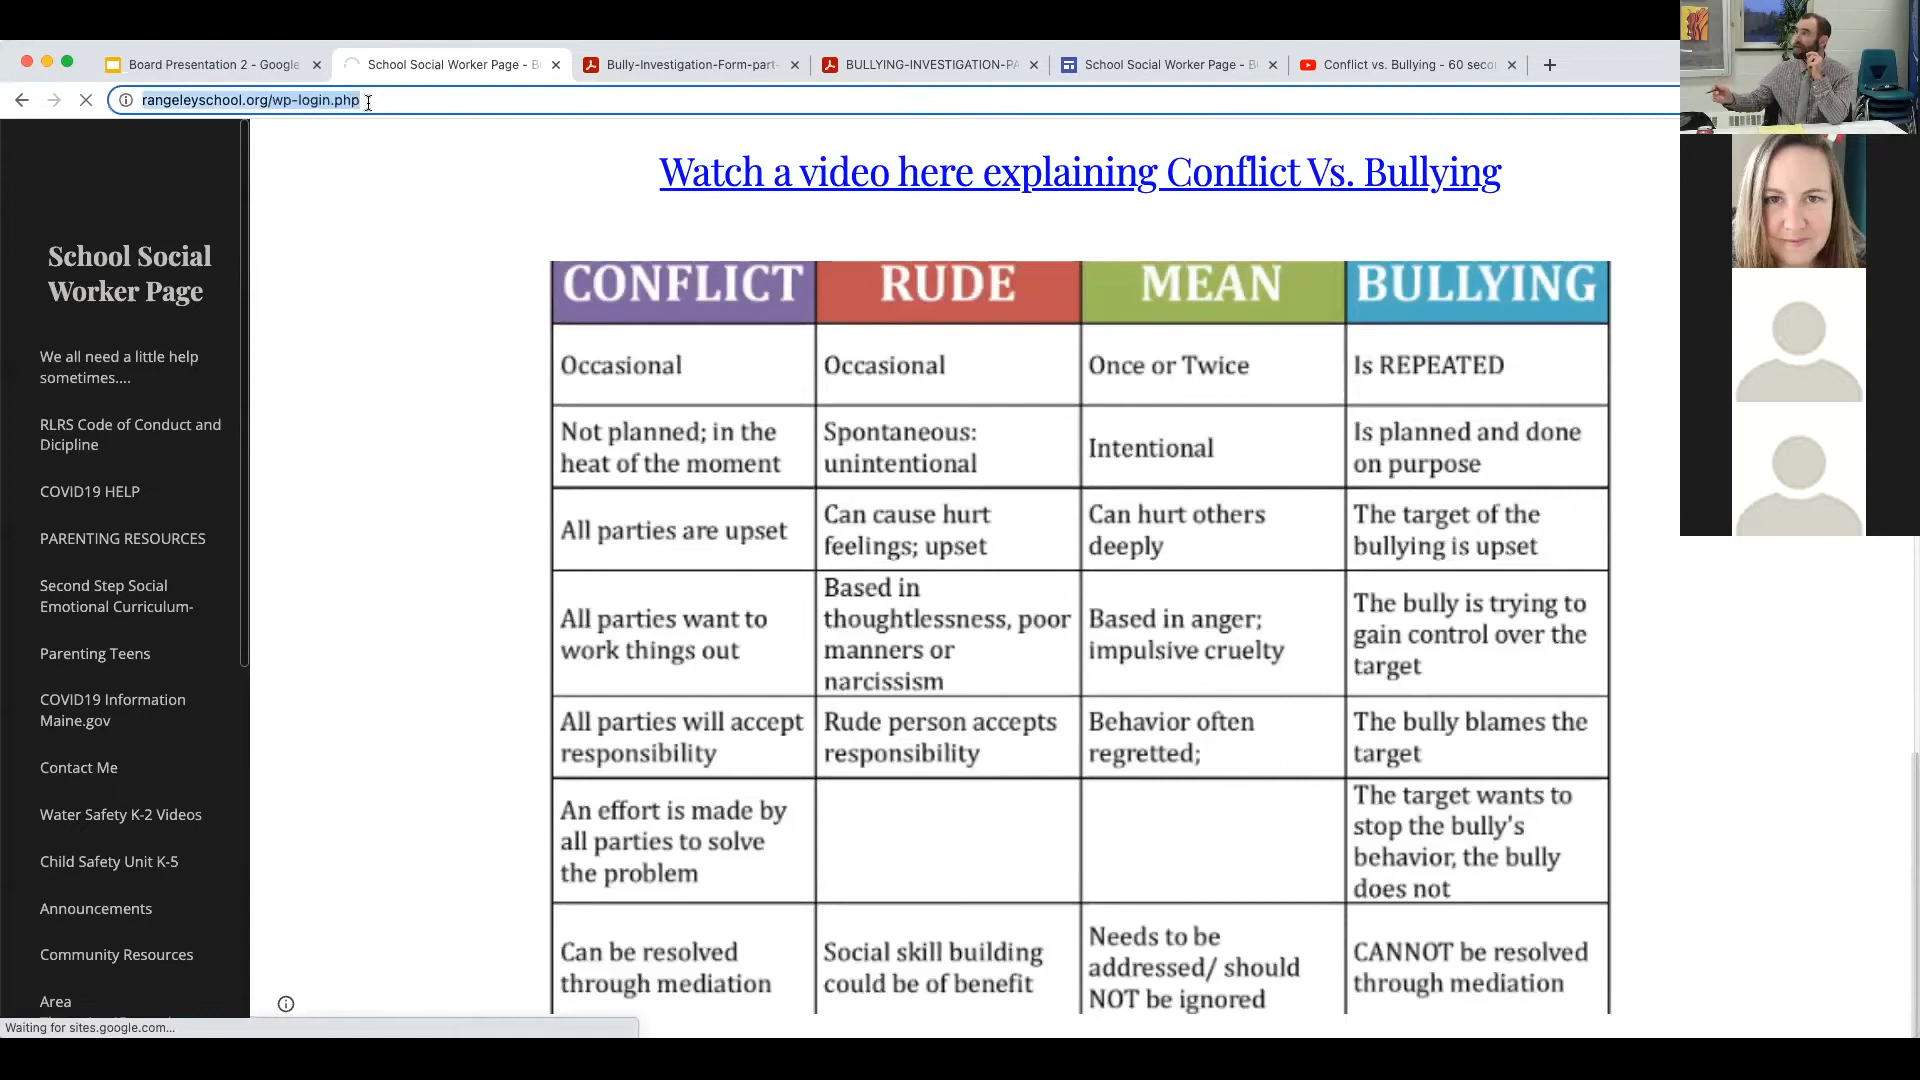 Board Presentation 2 - Google
School Social Worker Page - B
Bully-Investigation-Form-part-
BULLYING-INVESTIGATION-PA
School Social Worker Page - B
Conflict vs. Bullying - 60 seco
rangeleyschool.org/wp-login.php
School Social
Worker Page
We all need a little help
sometimes....
RLRS Code of Conduct and
Dicipline
COVID19 HELP
PARENTING RESOURCES
Second Step Social
Emotional Curriculum-
Parenting Teens
COVID19 Information
Maine.gov
Contact Me
Water Safety K-2 Videos
Child Safety Unit K-5
Announcements
Community Resources
Area
Waiting for sites.google.com...
Watch a video here explaining Conflict Vs. Bullying
CONFLICT
RUDE
MEAN
BULLYING
Occasional
Occasional
Once or Twice
Is REPEATED
Not planned; in the
heat of the moment
Spontaneous:
unintentional
Intentional
Is planned and done
on purpose
All parties are upset
Can cause hurt
feelings; upset
Can hurt others
deeply
The target of the
bullying is upset
All parties want to
work things out
Based in
thoughtlessness, poor
manners or
narcissism
Based in anger;
impulsive cruelty
The bully is trying to
gain control over the
target
All parties will accept
responsibility
Rude person accepts
responsibility
Behavior often
regretted;
The bully blames the
target
An effort is made by
all parties to solve
the problem
The target wants to
stop the bully's
behavior, the bully
does not
Can be resolved
through mediation
Social skill building
could be of benefit
Needs to be
addressed/ should
NOT be ignored
CANNOT be resolved
through mediation